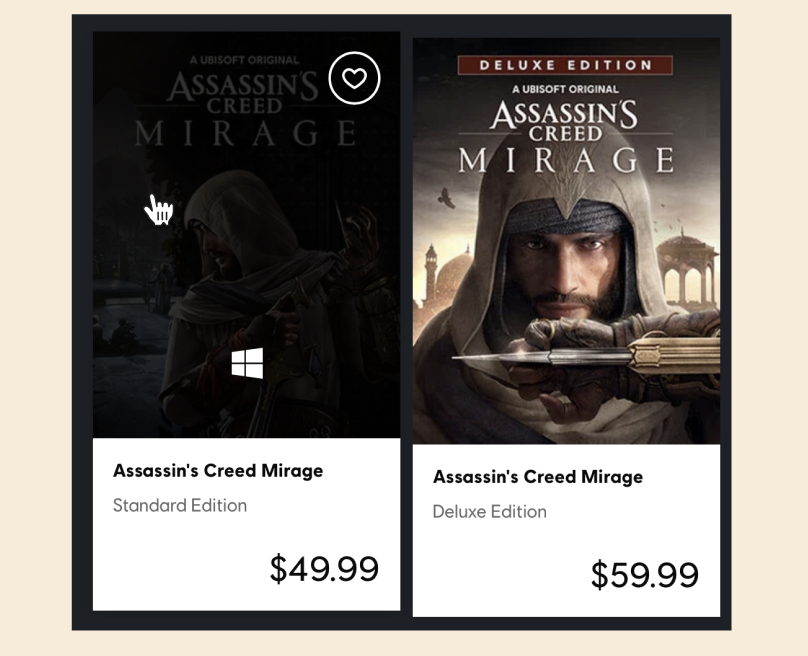 A UBISOFT ORIGINAL
ASSASSIN'S
CREED
MIRAGE
Assassin's Creed Mirage
Standard Edition
$49.99
DELUXE EDITION
A UBISOFT ORIGINAL
ASSASSIN'S
CREED
MIRAGE
Assassin's Creed Mirage
Deluxe Edition
$59.99